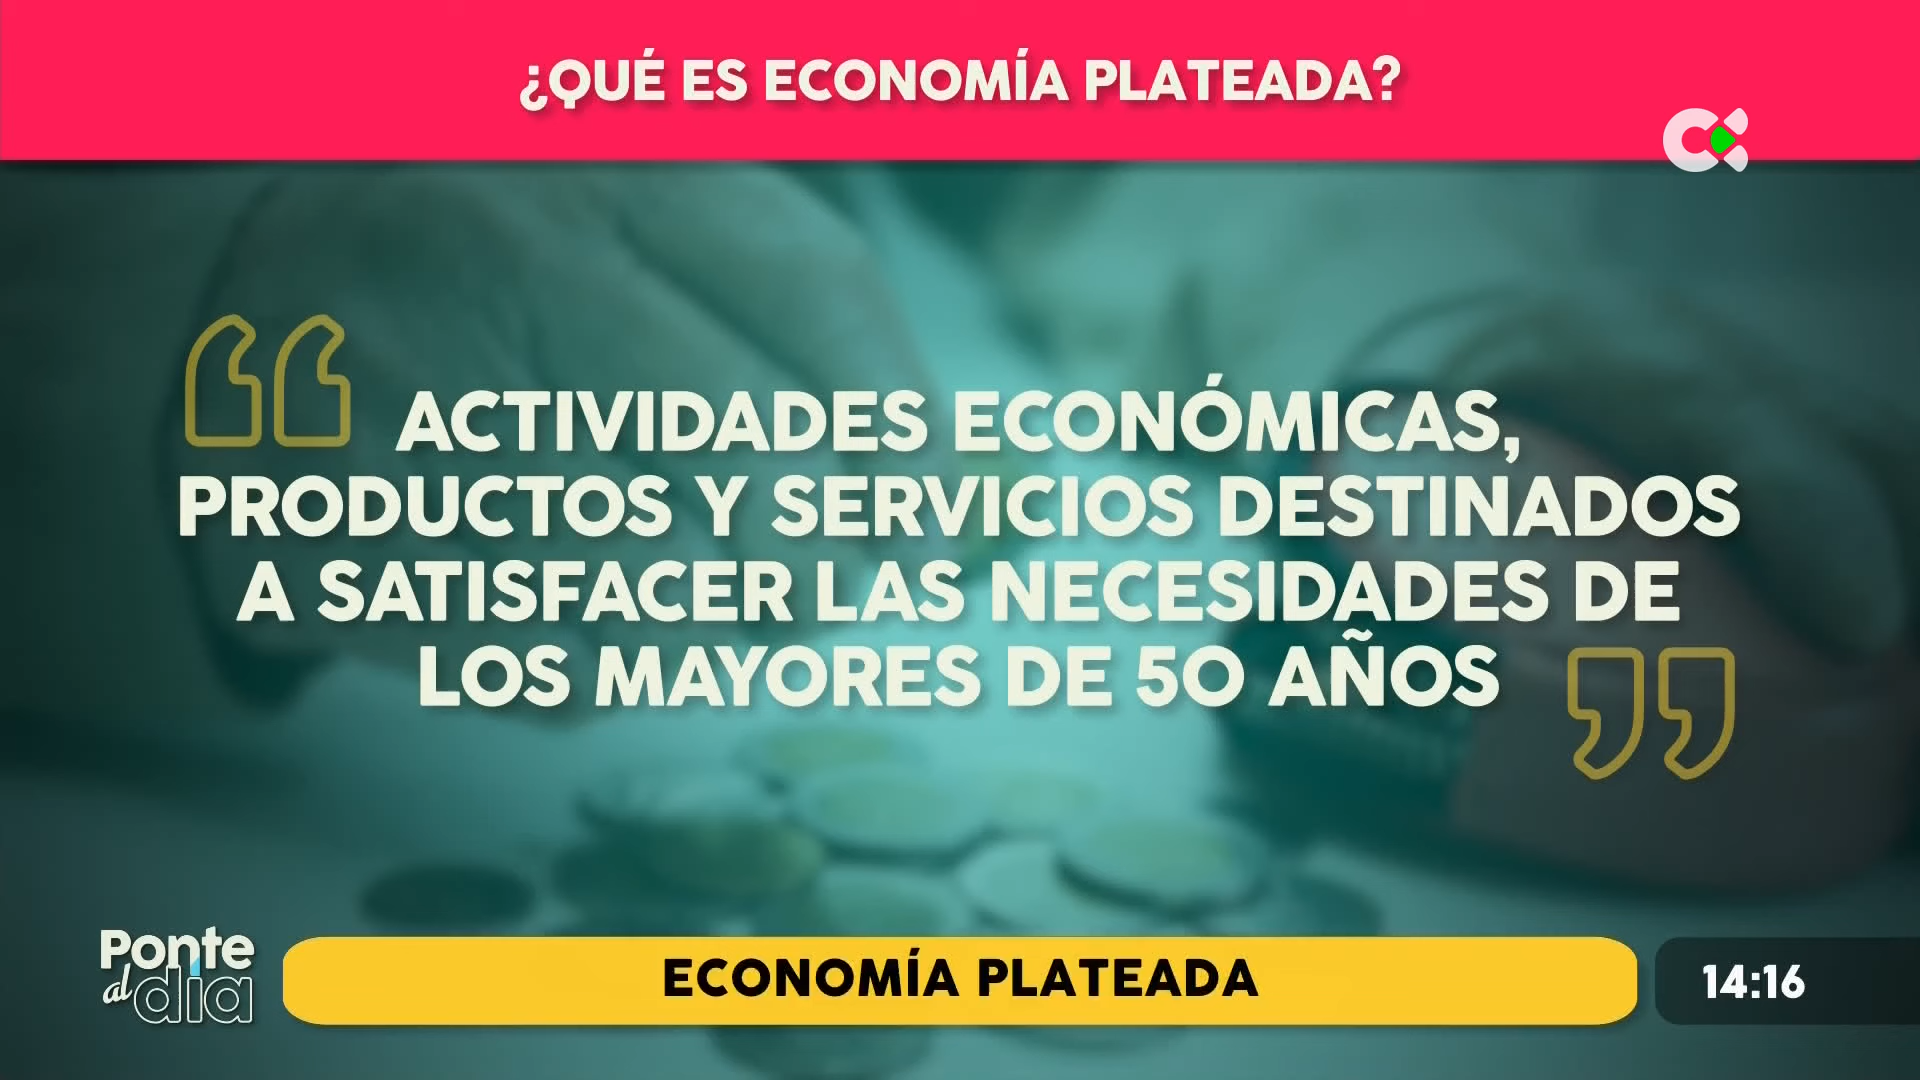 ¿QUÉ ES ECONOMÍA PLATEADA?
ACTIVIDADES ECONÓMICAS,
PRODUCTOS Y SERVICIOS DESTINADOS
A SATISFACER LAS NECESIDADES DE
LOS MAYORES DE 50 AÑOS
Ponte
al día
ECONOMÍA PLATEADA
14:16